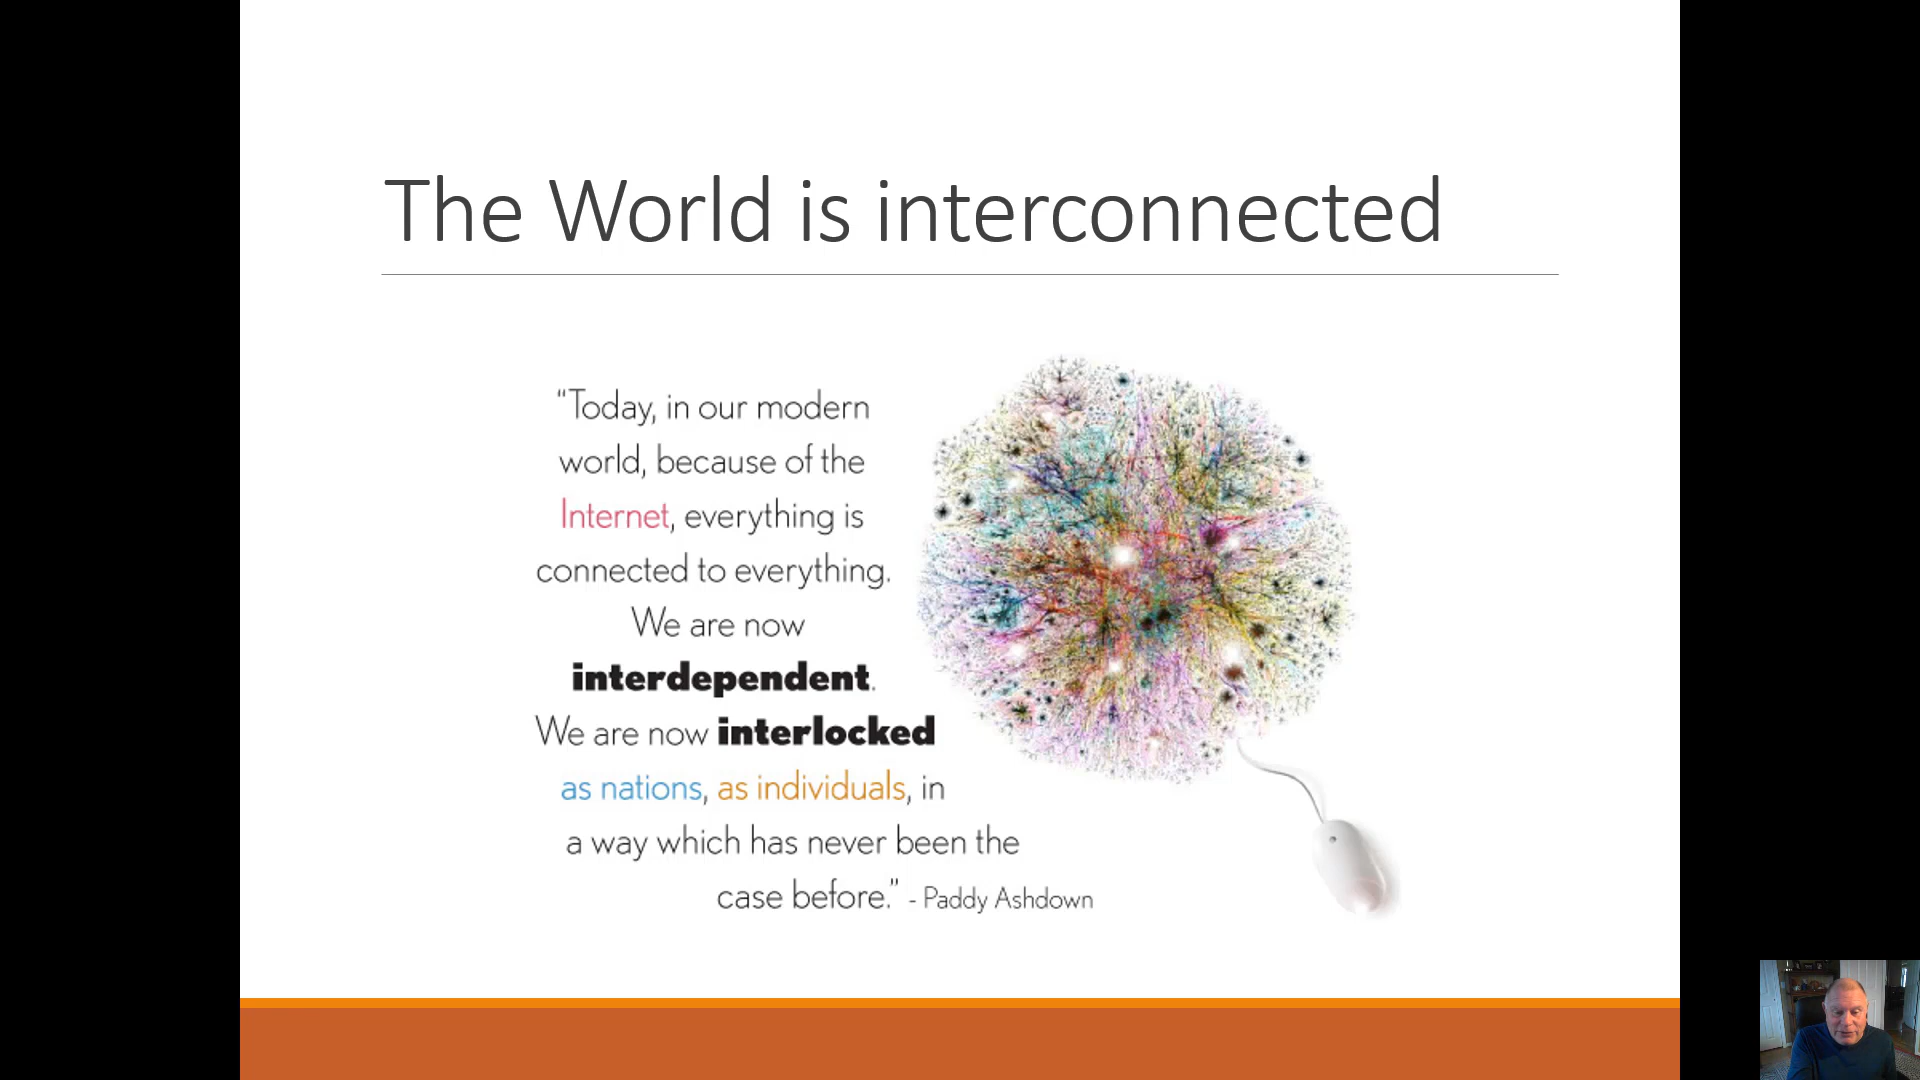 The World is interconnected
“Today, in our modern
world, because of the
Internet, everything is
connected to everything.
We are now
interdependent.
We are now interlocked
as nations, as individuals, in
a way which has never been the
case before.” - Paddy Ashdown